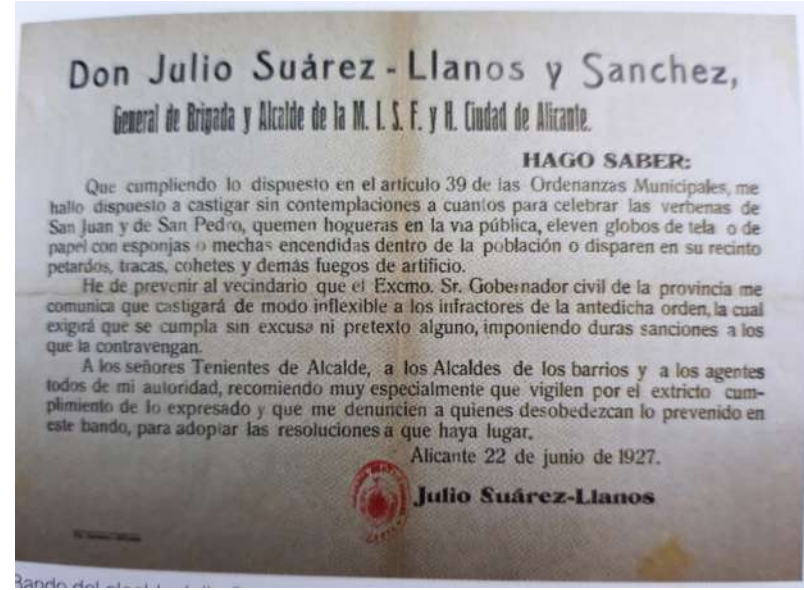 Don Julio Suárez - Llanos y Sanchez,
General de Brigada y Alcalde de la M. I. S. F. y H. Ciudad de Alicante.
HAGO SABER:
Que cumpliendo lo dispuesto en el artículo 39 de las Ordenanzas Municipales, me
hallo dispuesto a castigar sin contemplaciones a cuantos para celebrar las verbenas de
San Juan y de San Pedro, quemen hogueras en la via pública, eleven globos de tela o de
papel con esponjas o mechas encendidas dentro de la población o disparen en su recinto
petardos, tracas, cohetes y demás fuegos de artificio.
He de prevenir al vecindario que el Excmo. Sr. Gobernador civil de la provincia me
comunica que castigará de modo inflexible a los infractores de la antedicha orden, la cual
exigirá que se cumpla sin excusa ni pretexto alguno, imponiendo duras sanciones a los
que la contravengan.
A los señores Tenientes de Alcalde, a los Alcaldes de los barrios y a los agentes
todos de mi autoridad, recomiendo muy especialmente que vigilen por el extricto cum-
plimiento de lo expresado y que me denuncien a quienes desobedezcan lo prevenido en
este bando, para adoptar las resoluciones a que haya lugar.
Alicante 22 de junio de 1927.
Julio Suárez-Llanos
Bando del alcalde